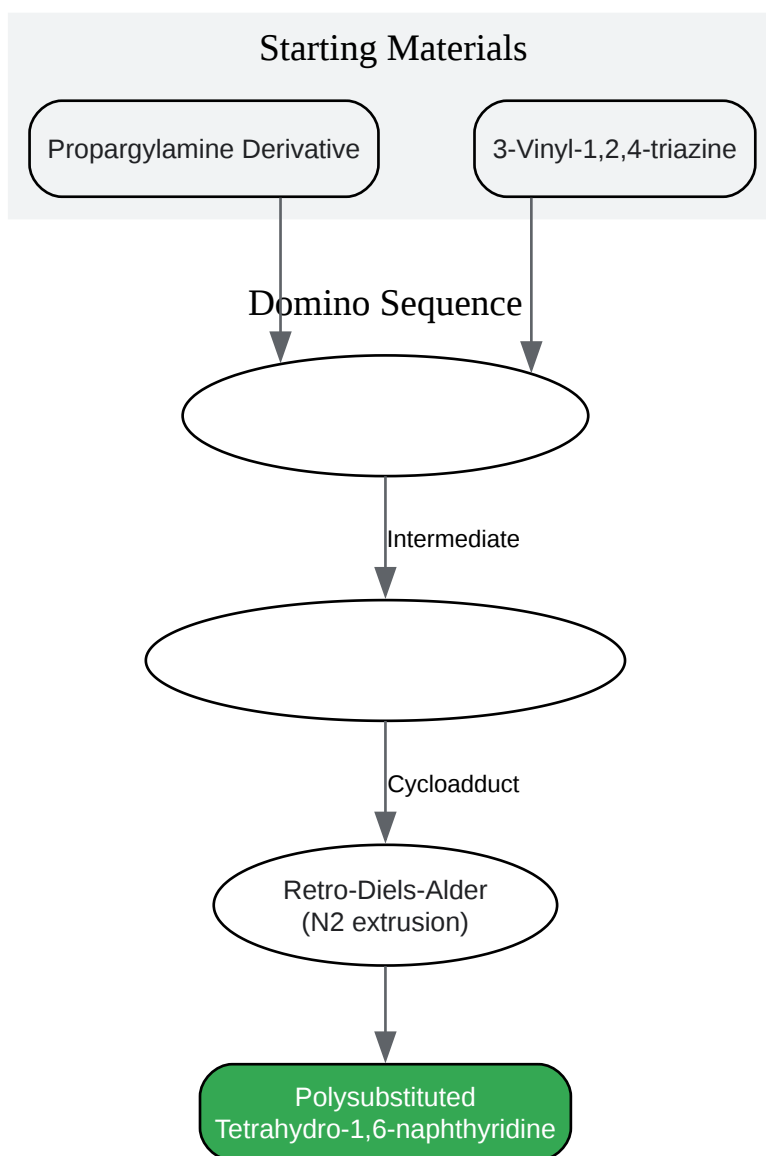 Starting Materials
Propargylamine Derivative
3-Vinyl-1,2,4-triazine
Domino Sequence
Intermediate
Cycloadduct
Retro-Diels-Alder
(N2 extrusion)
Polysubstituted
Tetrahydro-1,6-naphthyridine